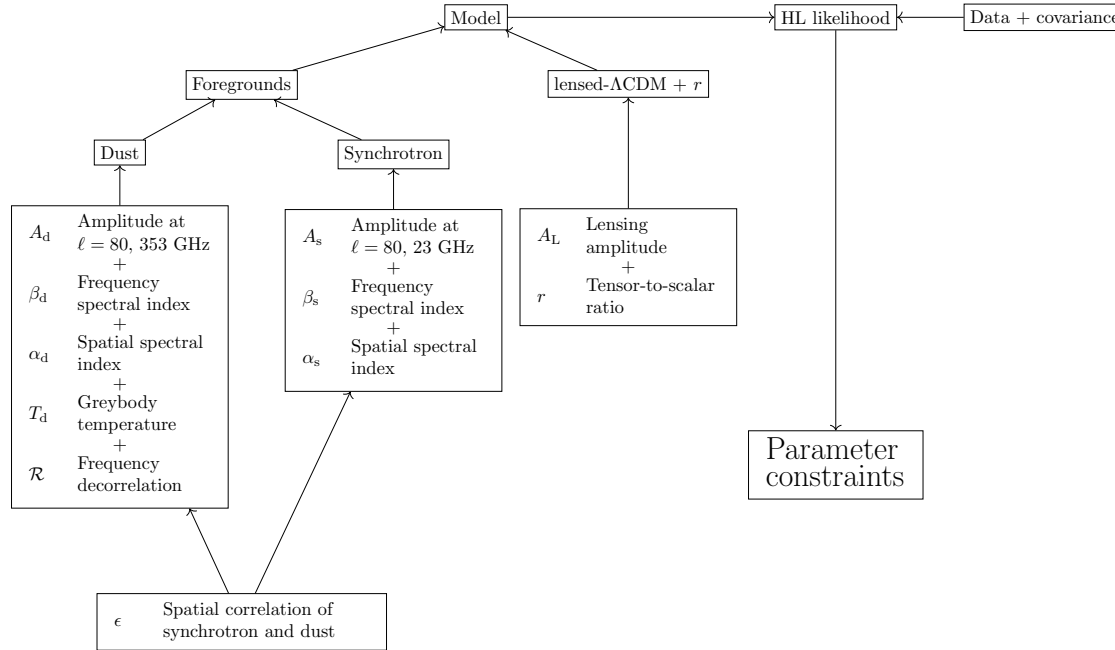 Model
HL likelihood
Data + covariance
Foregrounds
lensed-ΛCDM + r
Dust
Synchrotron
A_d Amplitude at
ℓ = 80, 353 GHz
+
β_d Frequency
spectral index
+
α_d Spatial spectral
index
+
T_d Greybody
temperature
+
ℛ Frequency
decorrelation
A_s Amplitude at
ℓ = 80, 23 GHz
+
β_s Frequency
spectral index
+
α_s Spatial spectral
index
A_L Lensing
amplitude
+
r Tensor-to-scalar
ratio
Parameter
constraints
ϵ Spatial correlation of
synchrotron and dust